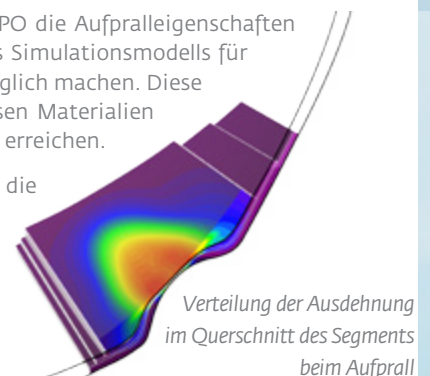 PO die Aufpralleigenschaften
s Simulationsmodells für
glich machen. Diese
sen Materialien
erreichen.
die
Verteilung der Ausdehnung
im Querschnitt des Segments
beim Aufprall